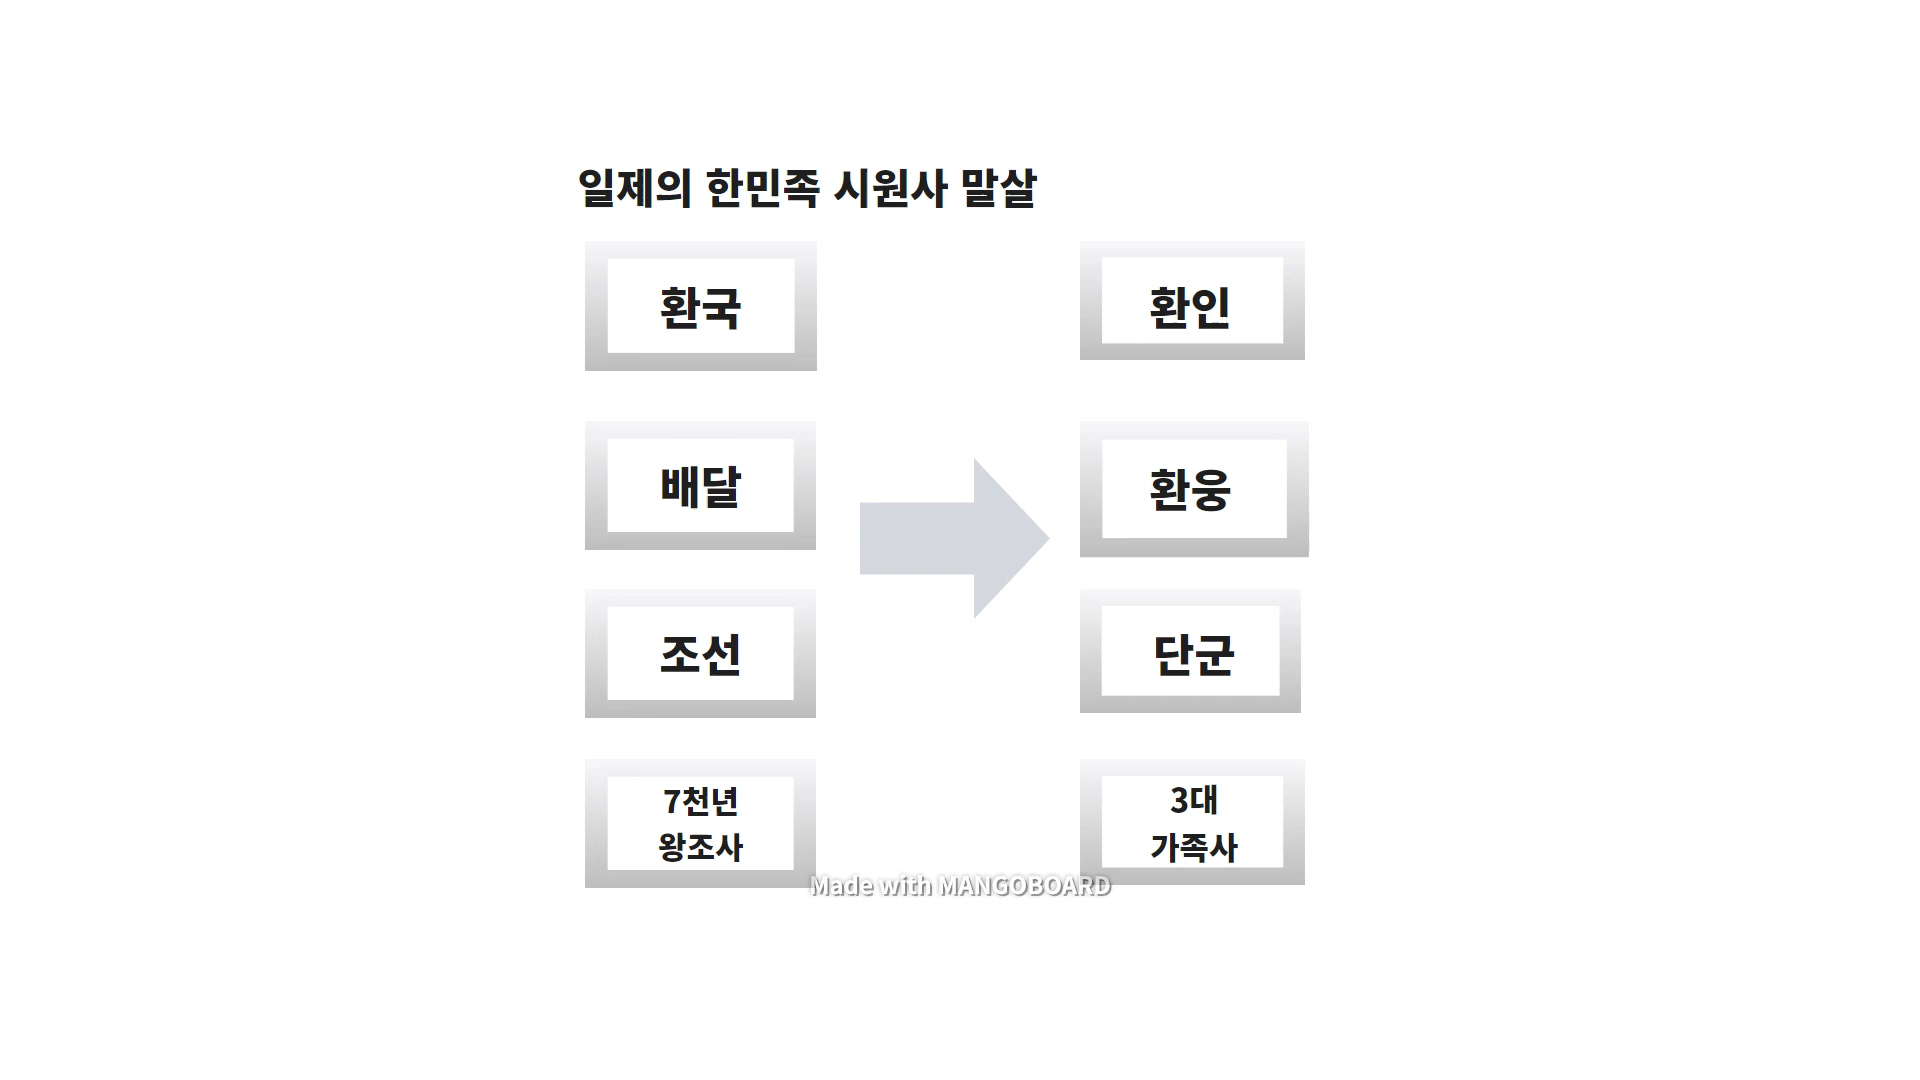 일제의 한민족 시원사 말살
환국
환인
배달
환웅
조선
단군
7천년
왕조사
3대
가족사
Made with MANGOBOARD